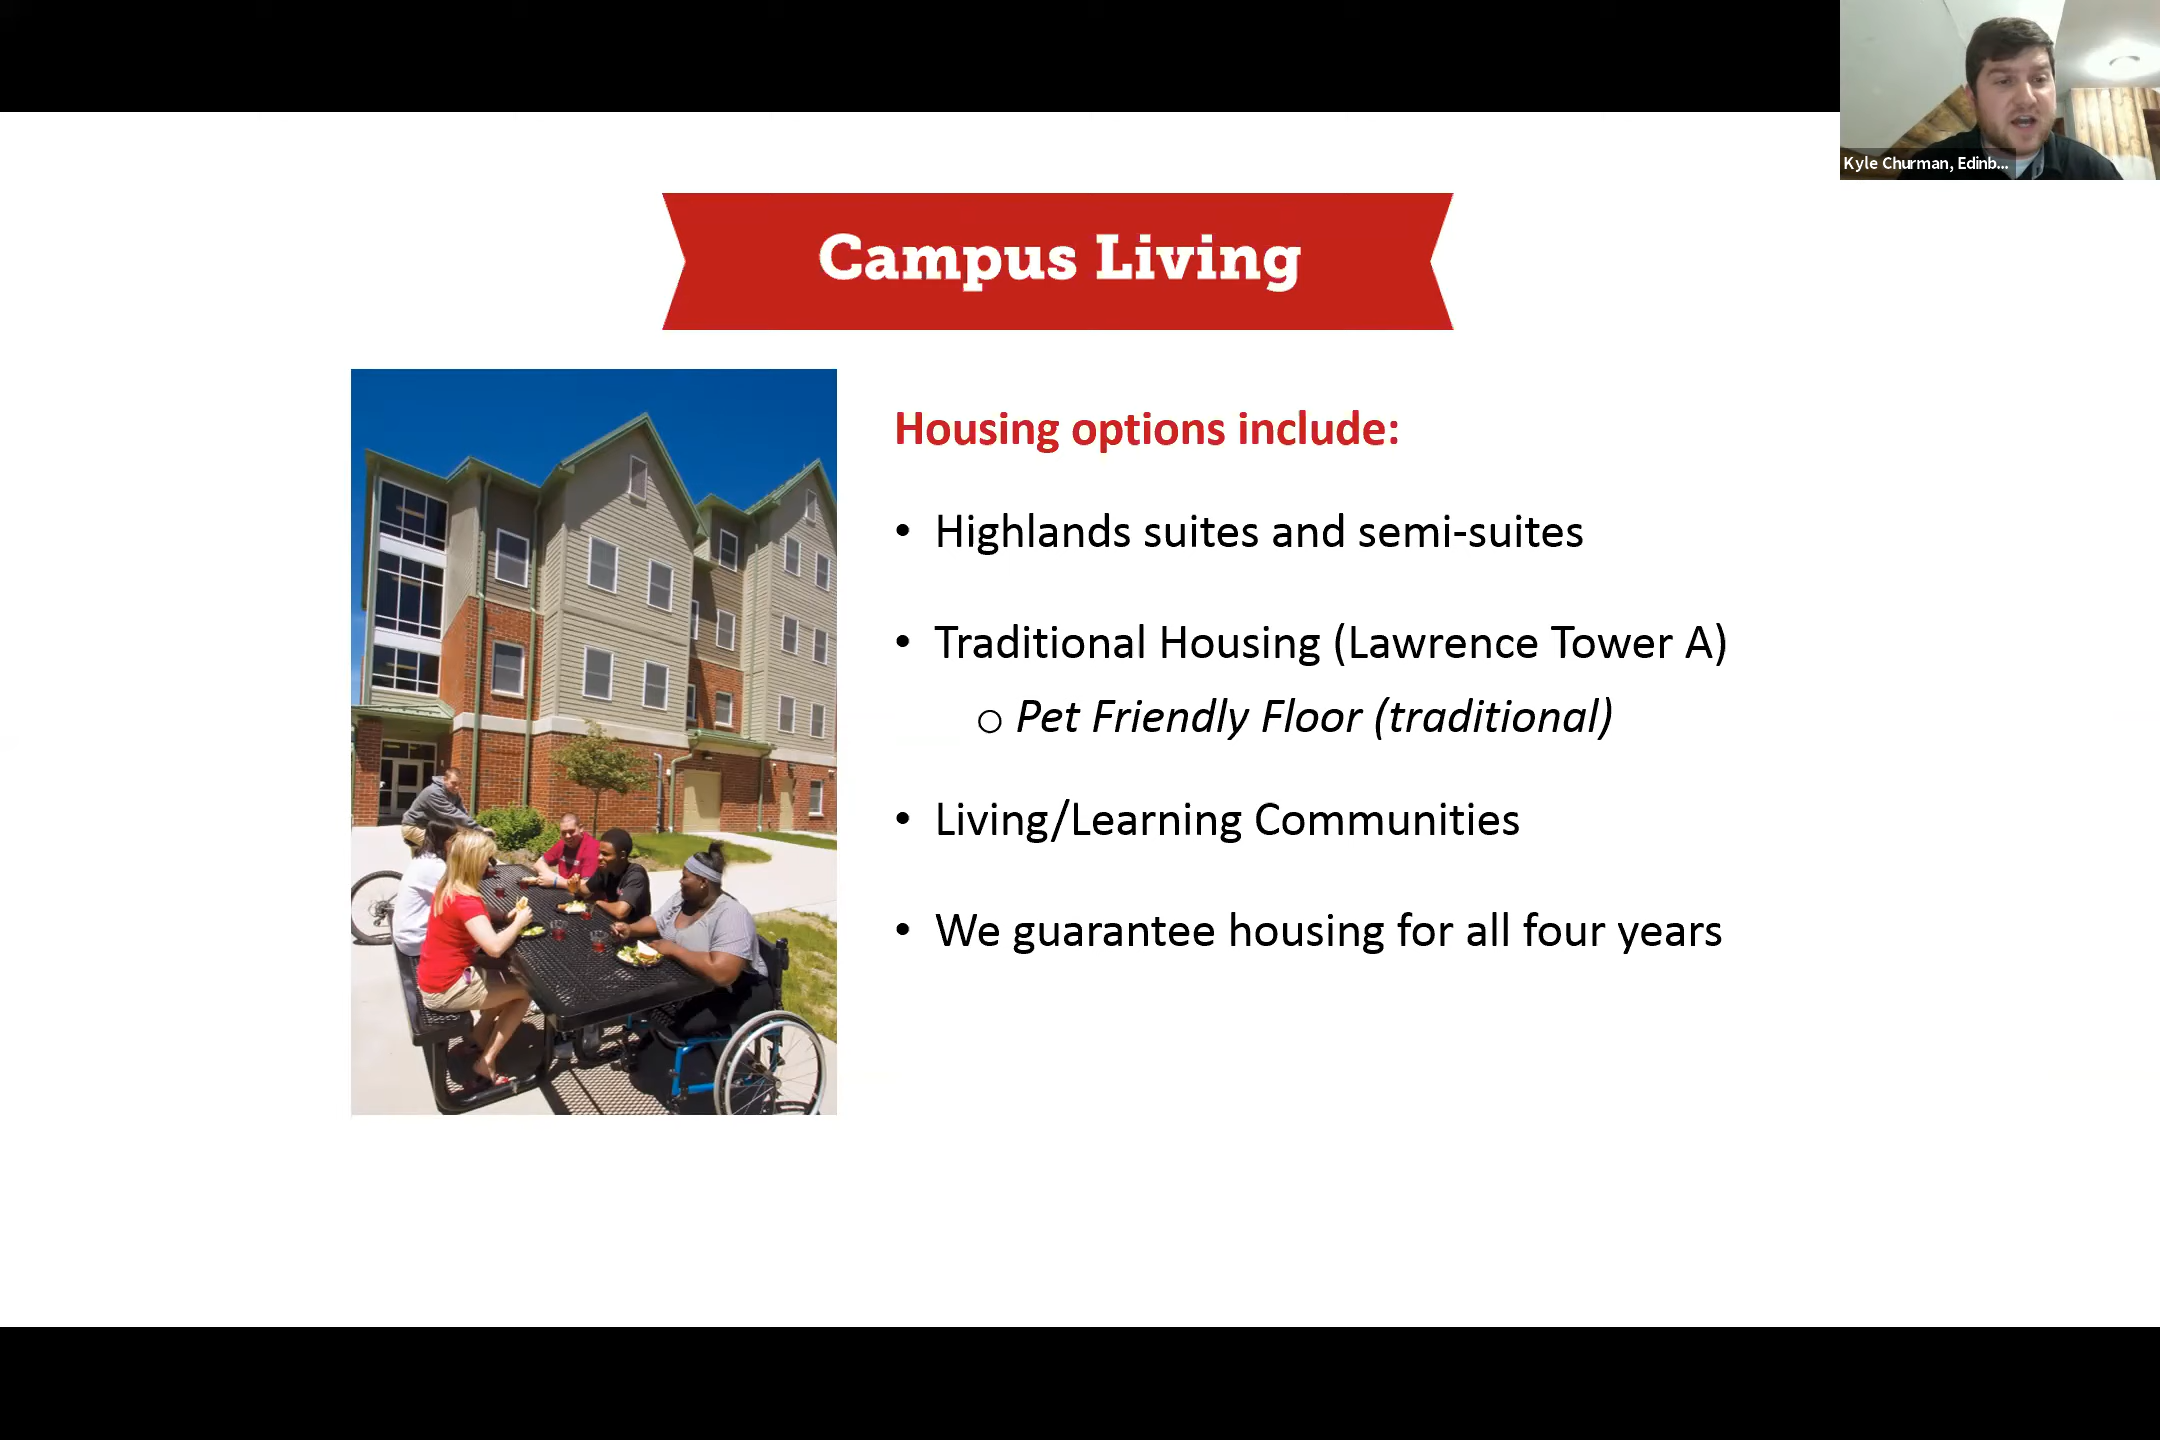 Kyle Churman, Edinb...
Campus Living
Housing options include:
• Highlands suites and semi-suites
• Traditional Housing (Lawrence Tower A)
o Pet Friendly Floor (traditional)
• Living/Learning Communities
• We guarantee housing for all four years